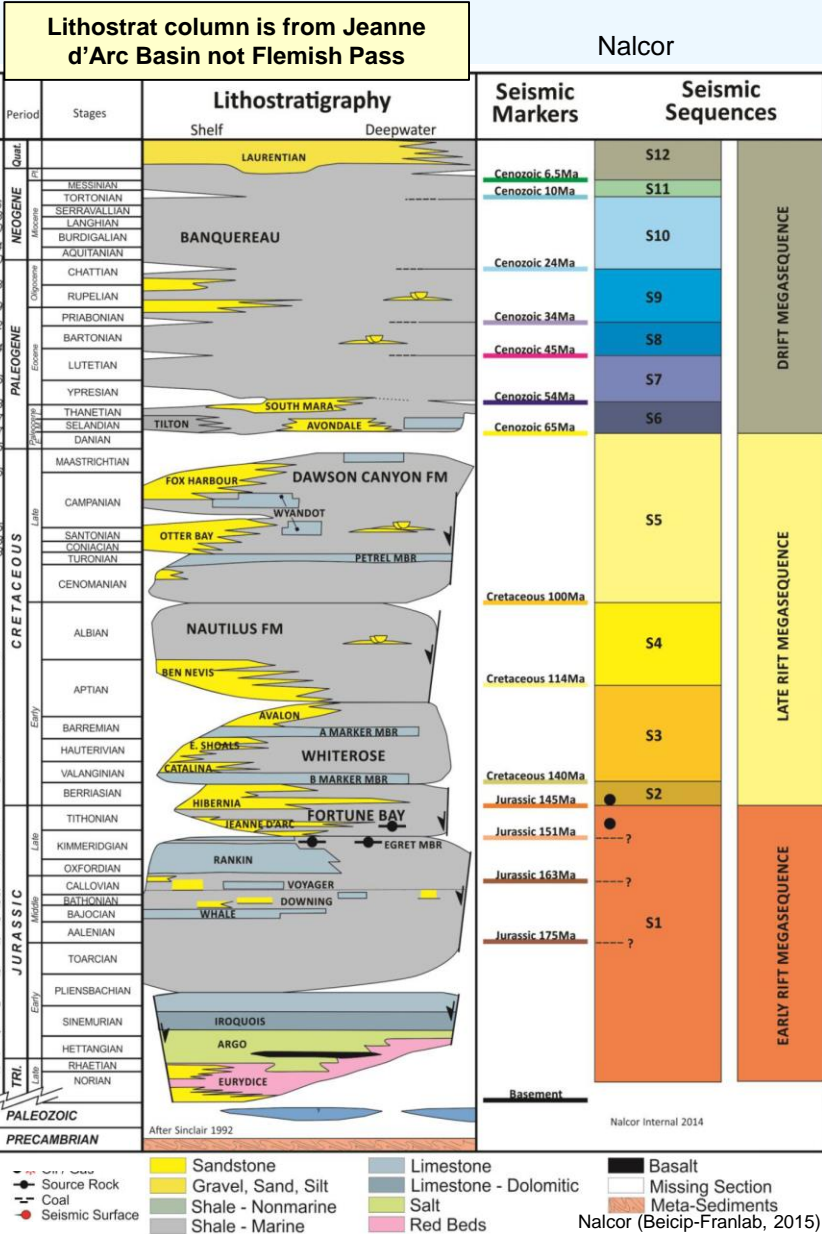 Lithostrat column is from Jeanne
d'Arc Basin not Flemish Pass
Nalcor
Period
Stages
Lithostratigraphy
Shelf
Deepwater
Seismic
Markers
Seismic
Sequences
Quat.
Pl.
NEOGENE
Miocene
PALEOGENE
Oligocene
Eocene
Paleocene
CRETACEOUS
Late
Early
JURASSIC
Late
Middle
Early
TRI.
Late
MESSINIAN
TORTONIAN
SERRAVALLIAN
LANGHIAN
BURDIGALIAN
AQUITANIAN
CHATTIAN
RUPELIAN
PRIABONIAN
BARTONIAN
LUTETIAN
YPRESIAN
THANETIAN
SELANDIAN
DANIAN
MAASTRICHTIAN
CAMPANIAN
SANTONIAN
CONIACIAN
TURONIAN
CENOMANIAN
ALBIAN
APTIAN
BARREMIAN
HAUTERIVIAN
VALANGINIAN
BERRIASIAN
TITHONIAN
KIMMERIDGIAN
OXFORDIAN
CALLOVIAN
BATHONIAN
BAJOCIAN
AALENIAN
TOARCIAN
PLIENSBACHIAN
SINEMURIAN
HETTANGIAN
RHAETIAN
NORIAN
PALEOZOIC
PRECAMBRIAN
LAURENTIAN
BANQUEREAU
SOUTH MARA
TILTON
AVONDALE
DAWSON CANYON FM
FOX HARBOUR
WYANDOT
OTTER BAY
PETREL MBR
NAUTILUS FM
BEN NEVIS
AVALON
A MARKER MBR
E. SHOALS
WHITEROSE
CATALINA
B MARKER MBR
HIBERNIA
FORTUNE BAY
JEANNE D'ARC
EGRET MBR
RANKIN
VOYAGER
DOWNING
WHALE
IROQUOIS
ARGO
EURYDICE
?
After Sinclair 1992
Cenozoic 6.5Ma
Cenozoic 10Ma
Cenozoic 24Ma
Cenozoic 34Ma
Cenozoic 45Ma
Cenozoic 54Ma
Cenozoic 65Ma
Cretaceous 100Ma
Cretaceous 114Ma
Cretaceous 140Ma
Jurassic 145Ma
Jurassic 151Ma
Jurassic 163Ma
Jurassic 175Ma
Basement
S12
S11
S10
S9
S8
S7
S6
S5
S4
S3
S2
?
?
S1
?
DRIFT MEGASEQUENCE
LATE RIFT MEGASEQUENCE
EARLY RIFT MEGASEQUENCE
Nalcor Internal 2014
Source Rock
Coal
Seismic Surface
Sandstone
Gravel, Sand, Silt
Shale - Nonmarine
Shale - Marine
Limestone
Limestone - Dolomitic
Salt
Red Beds
Basalt
Missing Section
Meta-Sediments
Nalcor (Beicip-Franlab, 2015)